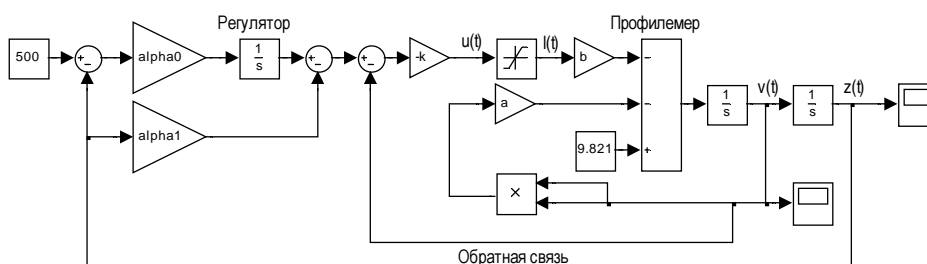 Регулятор
Профилемер
500
alpha0
1
s
-k
u(t)
l(t)
b
a
alpha1
9.821
1
s
v(t)
1
s
z(t)
×
Обратная связь